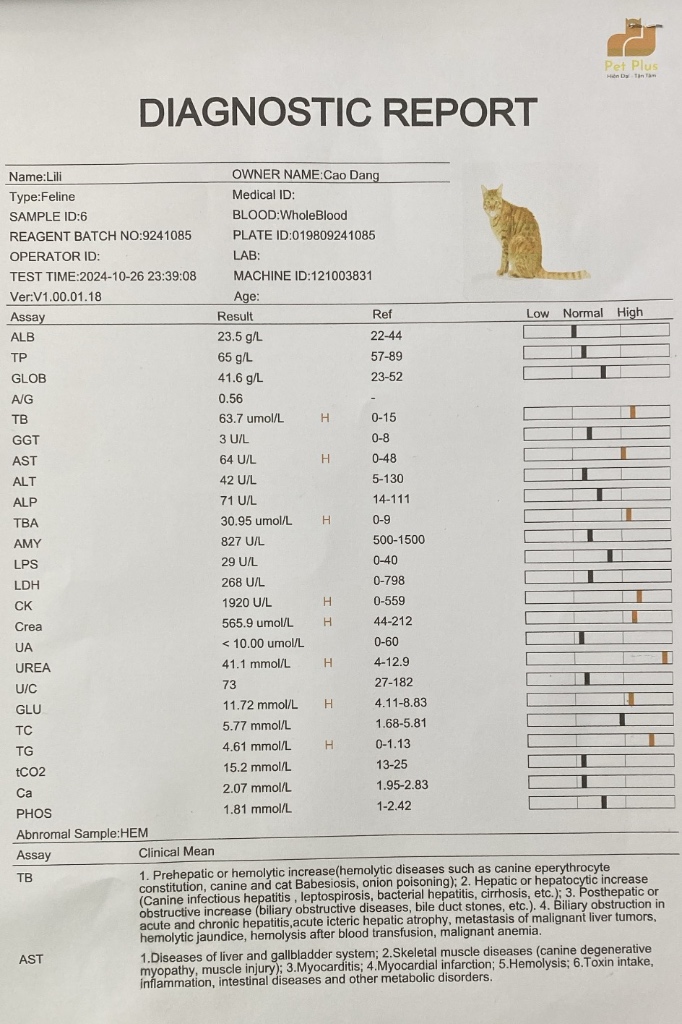 Pet Plus
Hiện Đại - Tận Tâm
DIAGNOSTIC REPORT
Name:Lili OWNER NAME:Cao Dang
Type:Feline Medical ID:
SAMPLE ID:6 BLOOD:WholeBlood
REAGENT BATCH NO:9241085 PLATE ID:019809241085
OPERATOR ID: LAB:
TEST TIME:2024-10-26 23:39:08 MACHINE ID:121003831
Ver:V1.00.01.18 Age:
Assay Result Ref Low Normal High
ALB 23.5 g/L 22-44
TP 65 g/L 57-89
GLOB 41.6 g/L 23-52
A/G 0.56 -
TB 63.7 umol/L H 0-15
GGT 3 U/L 0-8
AST 64 U/L H 0-48
ALT 42 U/L 5-130
ALP 71 U/L 14-111
TBA 30.95 umol/L H 0-9
AMY 827 U/L 500-1500
LPS 29 U/L 0-40
LDH 268 U/L 0-798
CK 1920 U/L H 0-559
Crea 565.9 umol/L H 44-212
UA < 10.00 umol/L 0-60
UREA 41.1 mmol/L H 4-12.9
U/C 73 27-182
GLU 11.72 mmol/L H 4.11-8.83
TC 5.77 mmol/L 1.68-5.81
TG 4.61 mmol/L H 0-1.13
tCO2 15.2 mmol/L 13-25
Ca 2.07 mmol/L 1.95-2.83
PHOS 1.81 mmol/L 1-2.42
Abnromal Sample:HEM
Assay Clinical Mean
TB 1. Prehepatic or hemolytic increase(hemolytic diseases such as canine eperythrocyte
constitution, canine and cat Babesiosis, onion poisoning); 2. Hepatic or hepatocytic increase
(Canine infectious hepatitis , leptospirosis, bacterial hepatitis, cirrhosis, etc.); 3. Posthepatic or
obstructive increase (biliary obstructive diseases, bile duct stones, etc.). 4. Biliary obstruction in
acute and chronic hepatitis,acute icteric hepatic atrophy, metastasis of malignant liver tumors,
hemolytic jaundice, hemolysis after blood transfusion, malignant anemia.
AST 1.Diseases of liver and gallbladder system; 2.Skeletal muscle diseases (canine degenerative
myopathy, muscle injury); 3.Myocarditis; 4.Myocardial infarction; 5.Hemolysis; 6.Toxin intake,
inflammation, intestinal diseases and other metabolic disorders.